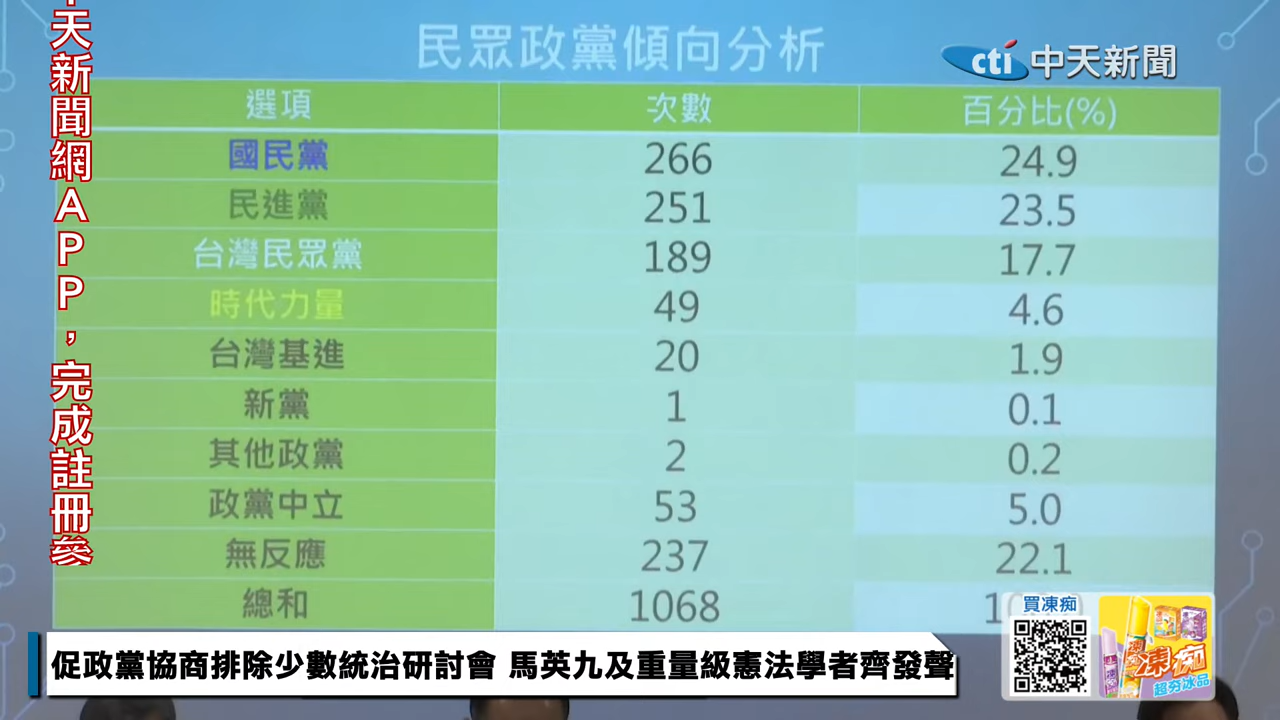 民眾政黨傾向分析
cti 中天新聞
選項 次數 百分比(%)
國民黨 266 24.9
民進黨 251 23.5
台灣民眾黨 189 17.7
時代力量 49 4.6
台灣基進 20 1.9
新黨 1 0.1
其他政黨 2 0.2
政黨中立 53 5.0
無反應 237 22.1
總和 1068
天新聞網APP，完成註冊參
買凍痴
凍痴
超夯冰品
促政黨協商排除少數統治研討會 馬英九及重量級憲法學者齊發聲